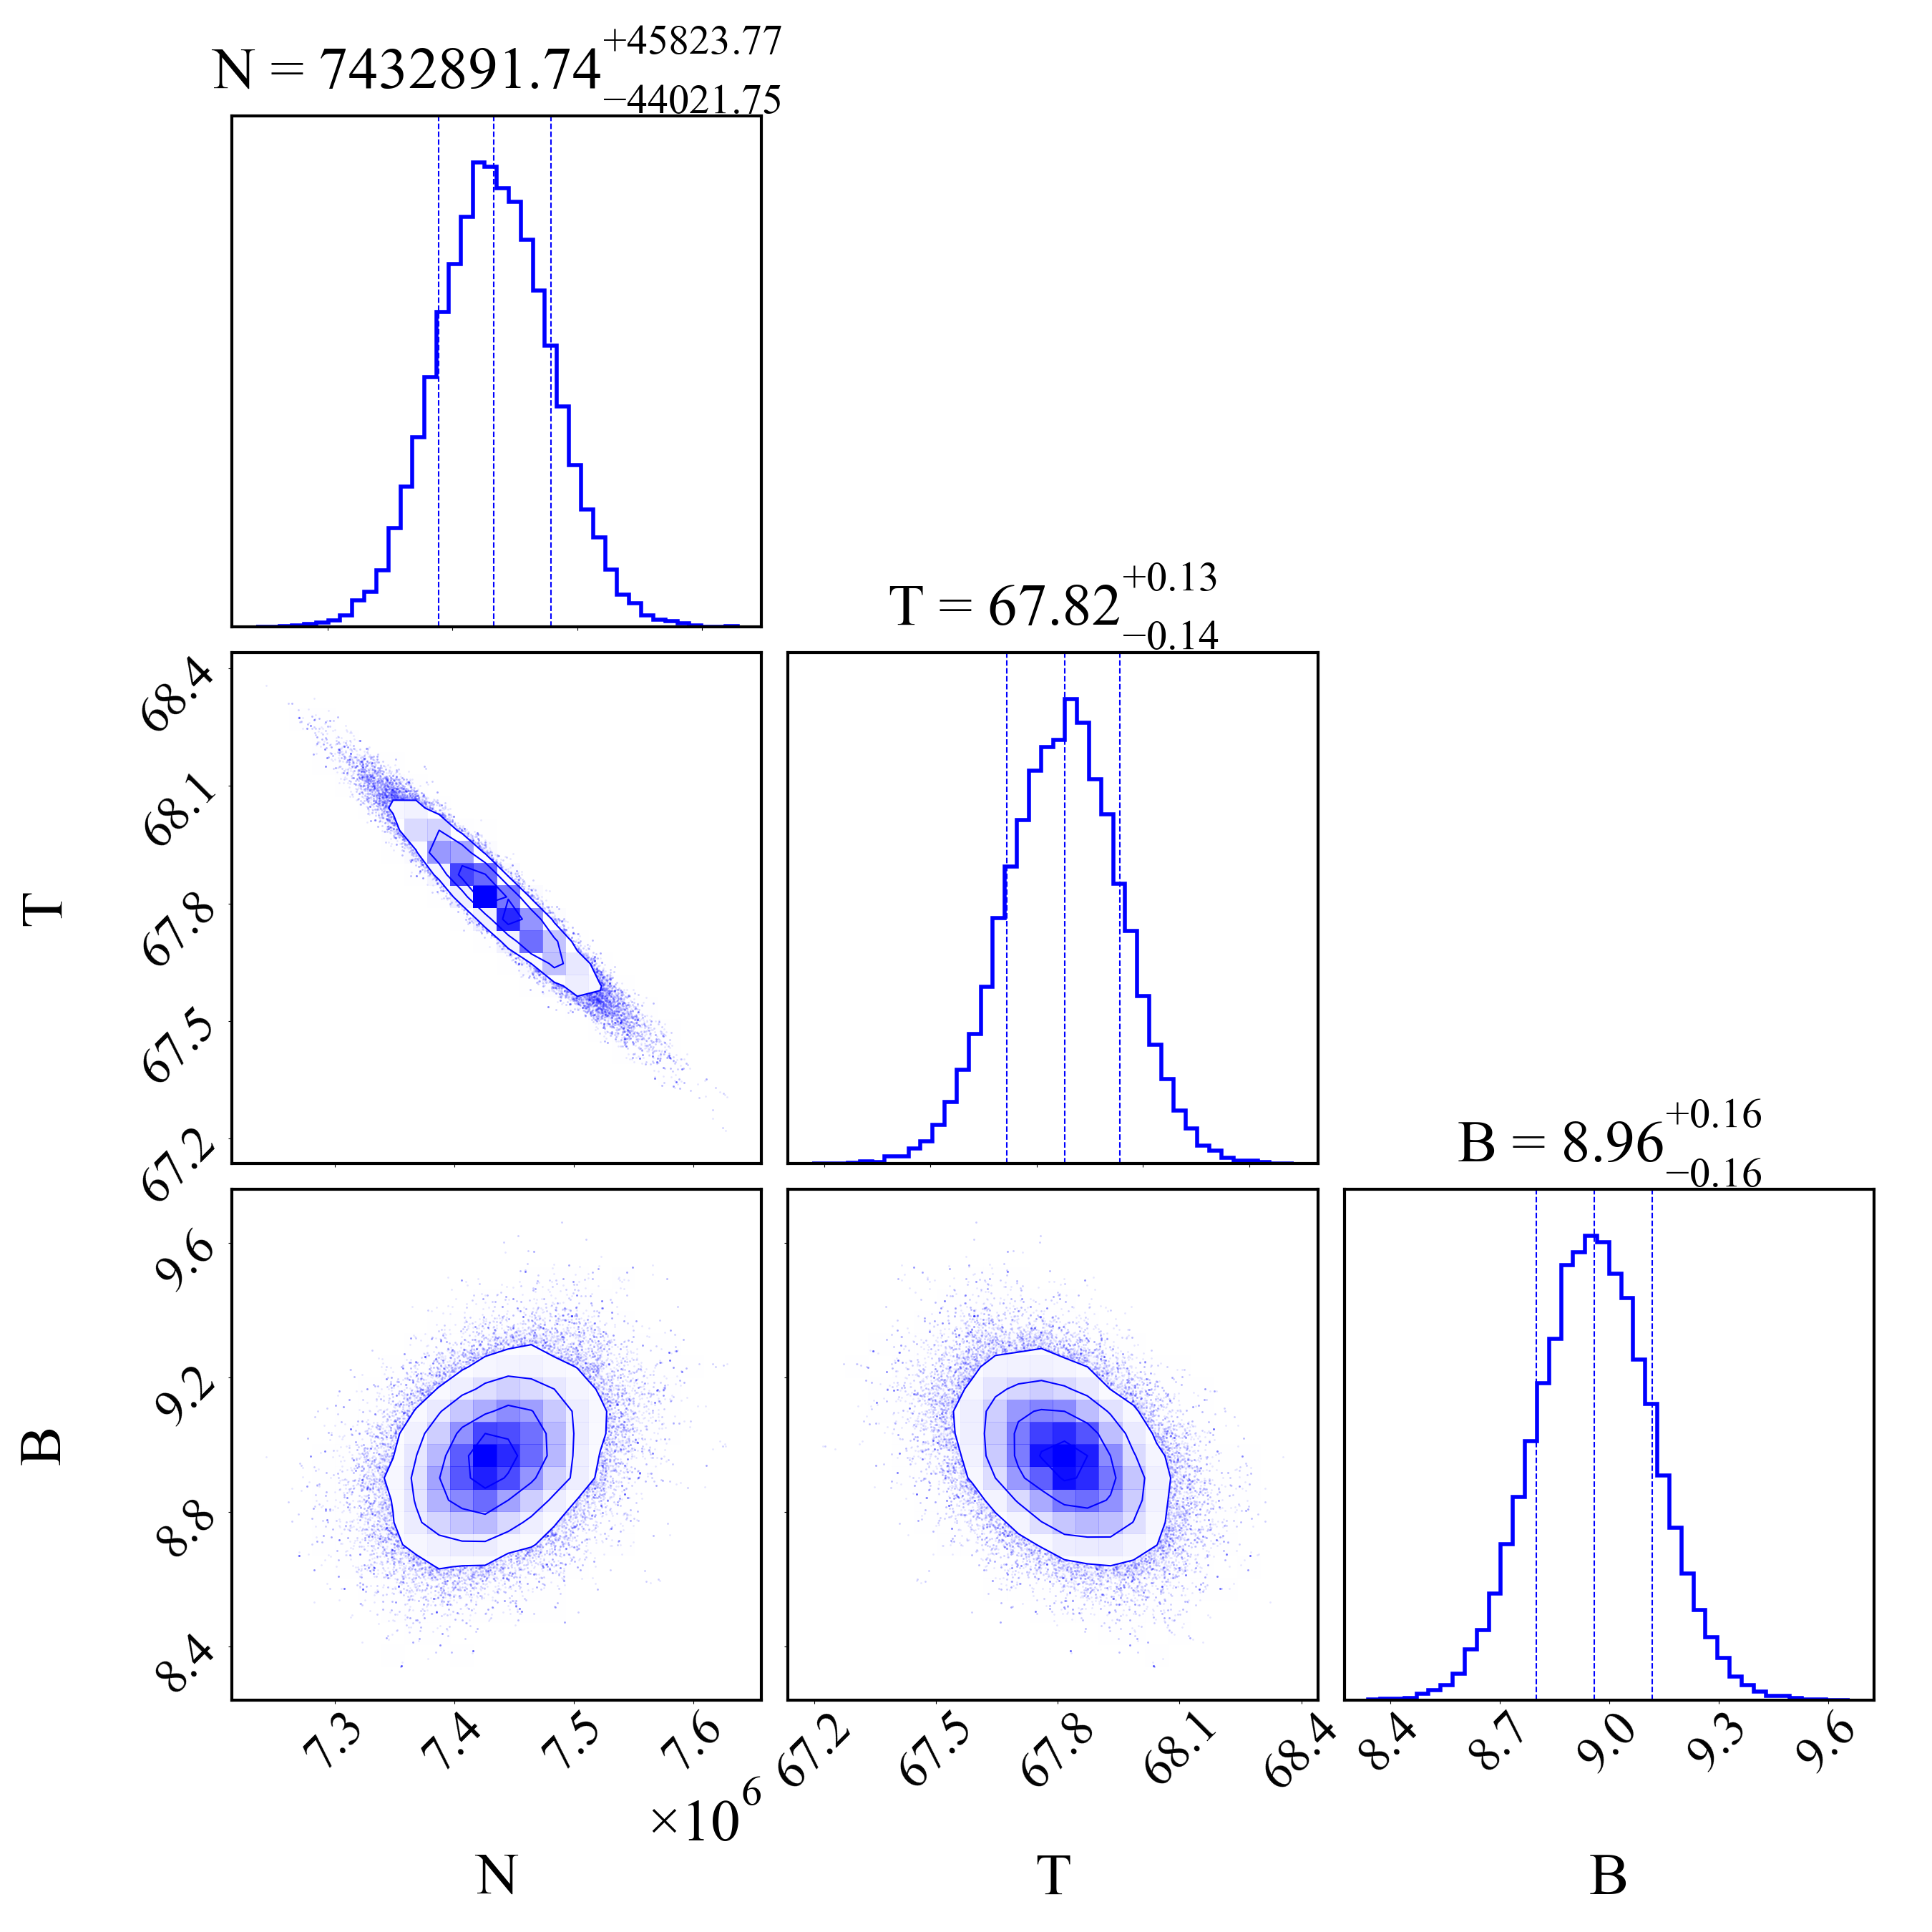 N = 7432891.74 +45823.77 −44021.75
T = 67.82 +0.13 −0.14
68.4
68.1
67.8
67.5
67.2
T
B = 8.96 +0.16 −0.16
9.6
9.2
8.8
8.4
B
7.3 7.4 7.5 7.6 67.2 67.5 67.8 68.1 68.4 8.4 8.7 9.0 9.3 9.6
×10⁶
N T B